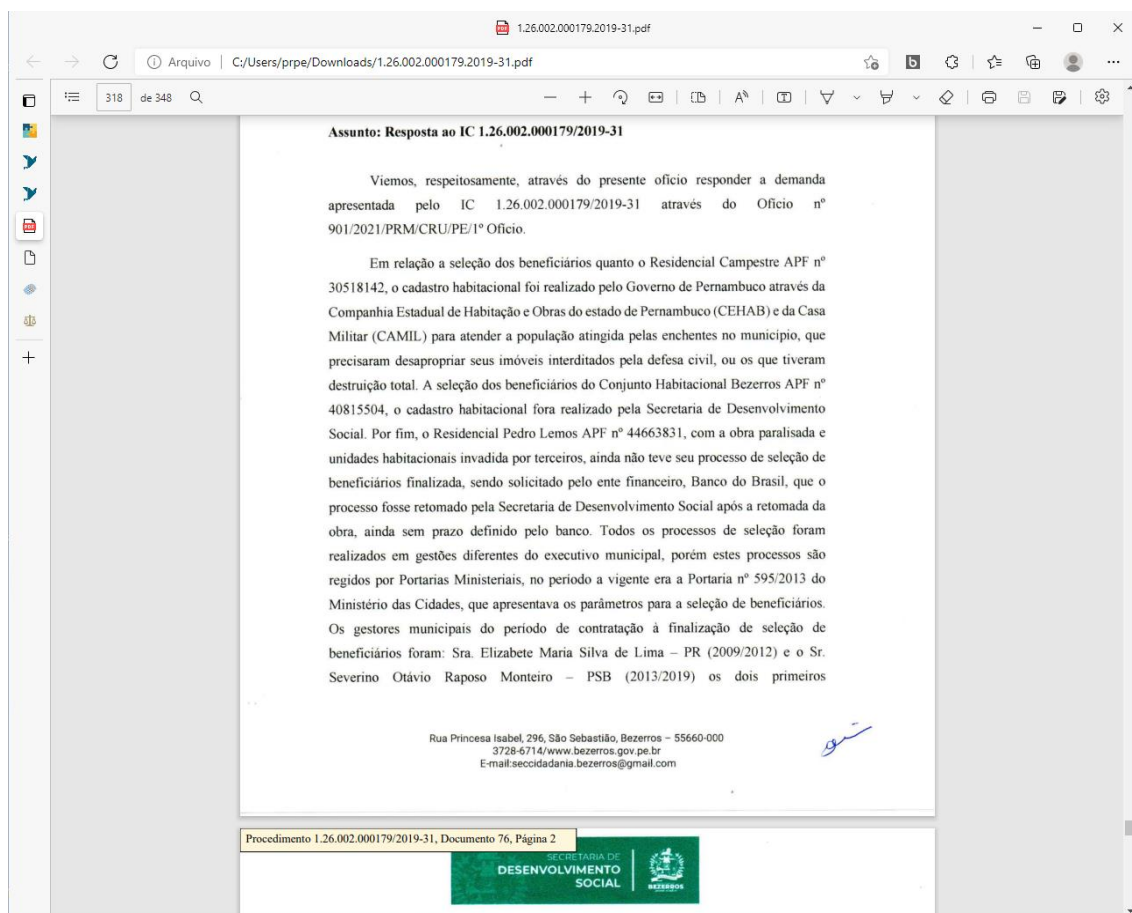 1.26.002.000179.2019-31.pdf
Arquivo | C:/Users/prpe/Downloads/1.26.002.000179.2019-31.pdf
318 de 348
Assunto: Resposta ao IC 1.26.002.000179/2019-31
Viemos, respeitosamente, através do presente oficio responder a demanda
apresentada pelo IC 1.26.002.000179/2019-31 através do Oficio nº
901/2021/PRM/CRU/PE/1º Oficio.
Em relação a seleção dos beneficiários quanto o Residencial Campestre APF nº
30518142, o cadastro habitacional foi realizado pelo Governo de Pernambuco através da
Companhia Estadual de Habitação e Obras do estado de Pernambuco (CEHAB) e da Casa
Militar (CAMIL) para atender a população atingida pelas enchentes no município, que
precisaram desapropriar seus imóveis interditados pela defesa civil, ou os que tiveram
destruição total. A seleção dos beneficiários do Conjunto Habitacional Bezerros APF nº
40815504, o cadastro habitacional fora realizado pela Secretaria de Desenvolvimento
Social. Por fim, o Residencial Pedro Lemos APF nº 44663831, com a obra paralisada e
unidades habitacionais invadida por terceiros, ainda não teve seu processo de seleção de
beneficiários finalizada, sendo solicitado pelo ente financeiro, Banco do Brasil, que o
processo fosse retomado pela Secretaria de Desenvolvimento Social após a retomada da
obra, ainda sem prazo definido pelo banco. Todos os processos de seleção foram
realizados em gestões diferentes do executivo municipal, porém estes processos são
regidos por Portarias Ministeriais, no período a vigente era a Portaria nº 595/2013 do
Ministério das Cidades, que apresentava os parâmetros para a seleção de beneficiários.
Os gestores municipais do período de contratação à finalização de seleção de
beneficiários foram: Sra. Elizabete Maria Silva de Lima – PR (2009/2012) e o Sr.
Severino Otávio Raposo Monteiro – PSB (2013/2019) os dois primeiros
Rua Princesa Isabel, 296, São Sebastião, Bezerros – 55660-000
3728-6714/www.bezerros.gov.pe.br
E-mail:seccidadania.bezerros@gmail.com
Procedimento 1.26.002.000179/2019-31, Documento 76, Página 2
SECRETARIA DE
DESENVOLVIMENTO
SOCIAL
BEZERROS